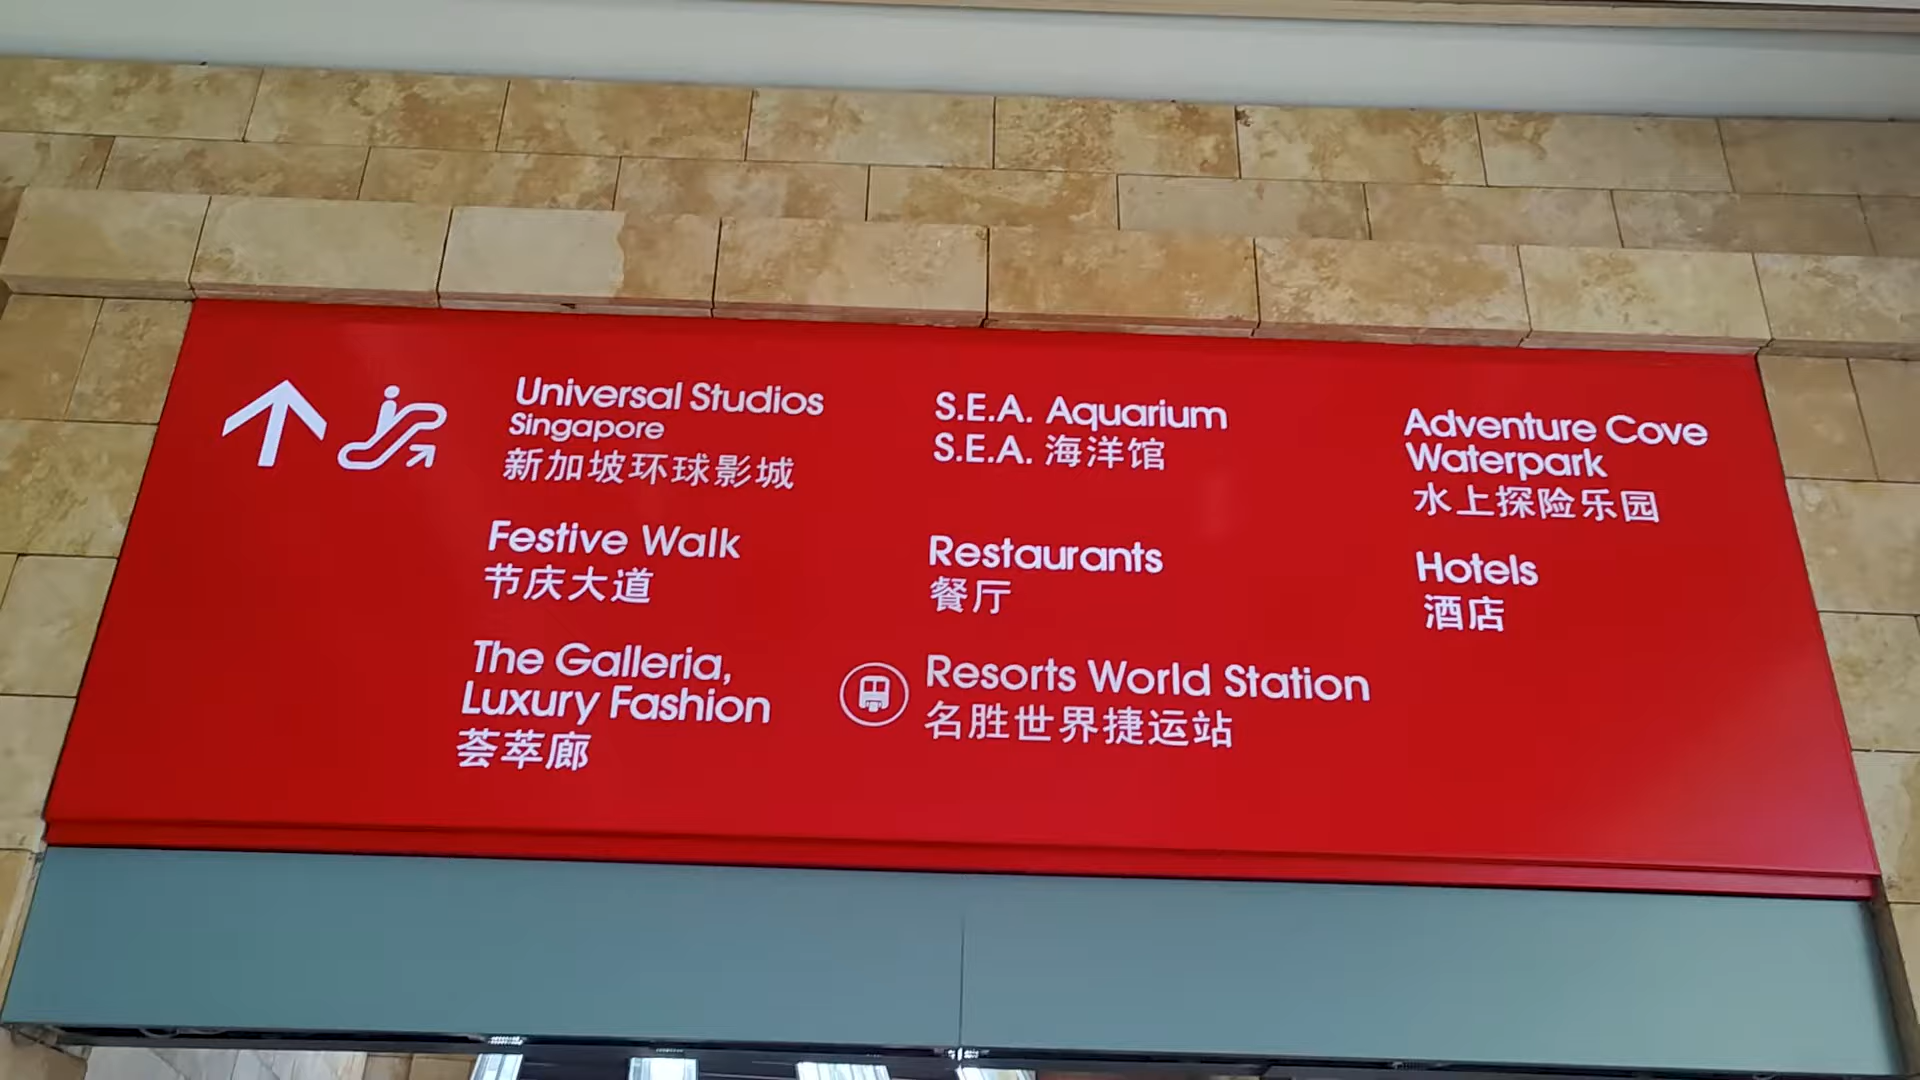 Universal Studios
Singapore
新加坡环球影城
S.E.A. Aquarium
S.E.A. 海洋馆
Adventure Cove
Waterpark
水上探险乐园
Festive Walk
节庆大道
Restaurants
餐厅
Hotels
酒店
The Galleria,
Luxury Fashion
荟萃廊
Resorts World Station
名胜世界捷运站